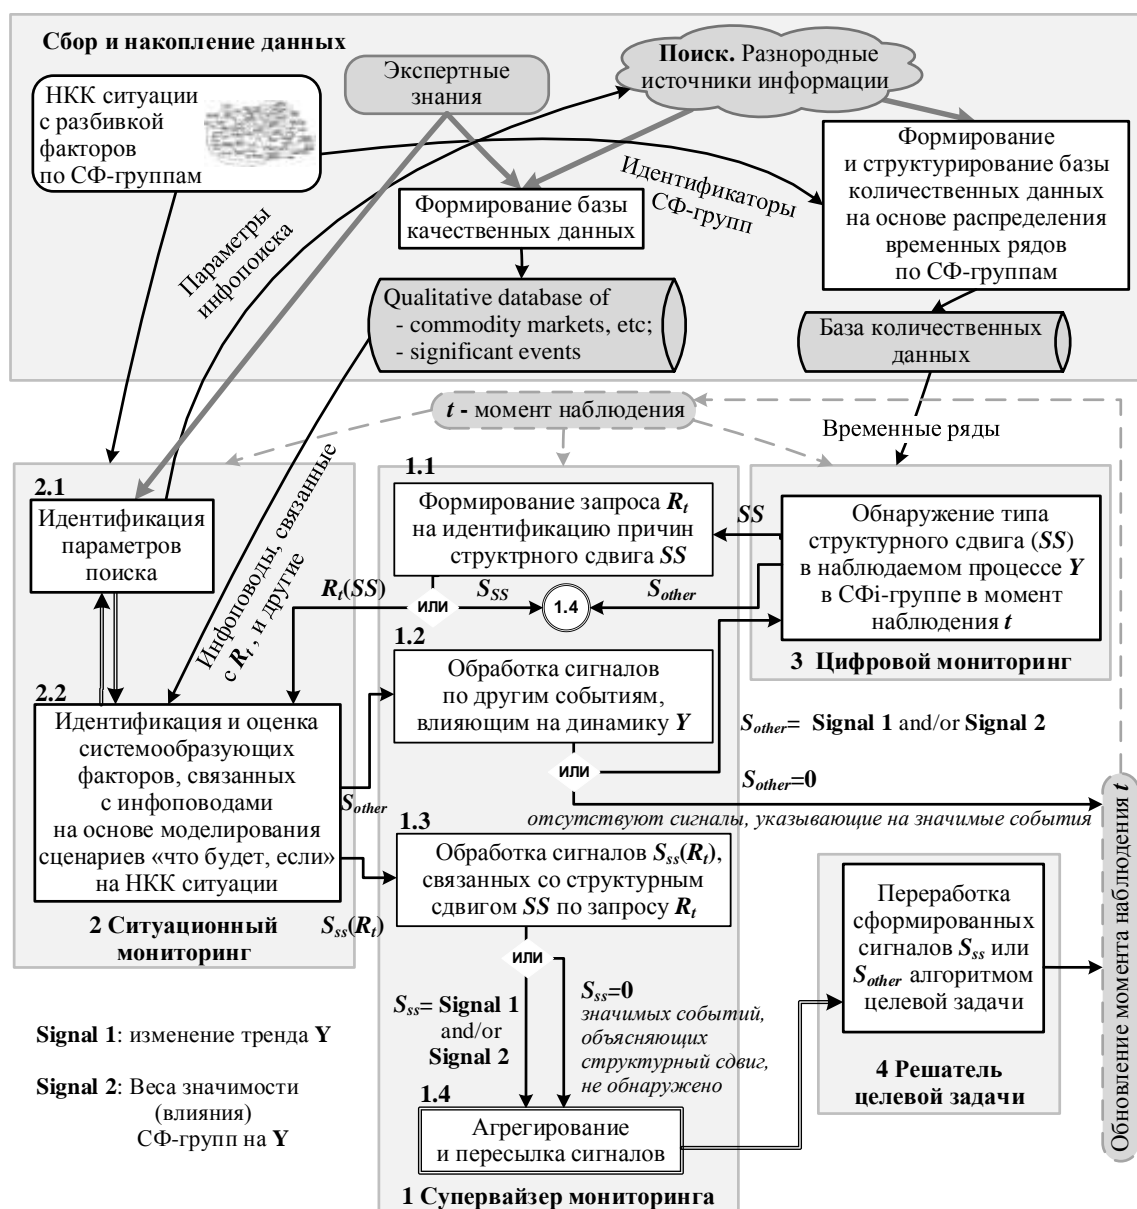 Сбор и накопление данных
НКК ситуации
с разбивкой
факторов
по СФ-группам
Экспертные
знания
Поиск. Разнородные
источники информации
Формирование
и структурирование базы
количественных данных
на основе распределения
временных рядов
по СФ-группам
Идентификаторы
СФ-групп
Параметры
инфопоиска
Формирование базы
качественных данных
Qualitative database of
- commodity markets, etc;
- significant events
База количественных
данных
t - момент наблюдения
Временные ряды
Инфоповоды, связанные
с Rt , и другие
2.1
Идентификация
параметров
поиска
2.2
Идентификация и оценка
системообразующих
факторов, связанных
с инфоповодами
на основе моделирования
сценариев «что будет, если»
на НКК ситуации
2 Ситуационный
мониторинг
1.1
Формирование запроса Rt
на идентификацию причин
структрного сдвига SS
SS
Rt(SS)
ИЛИ
SSS
1.4
Sother
1.2
Обработка сигналов
по другим событиям,
влияющим на динамику Y
ИЛИ
Обнаружение типа
структурного сдвига (SS)
в наблюдаемом процессе Y
в СФi-группе в момент
наблюдения t
3 Цифровой мониторинг
Sother= Signal 1 and/or Signal 2
Sother=0
отсутствуют сигналы, указывающие на значимые события
Sother
Sss(Rt)
1.3
Обработка сигналов Sss(Rt),
связанных со структурным
сдвигом SS по запросу Rt
ИЛИ
Sss= Signal 1
and/or
Signal 2
Sss=0
значимых событий,
объясняющих
структурный сдвиг,
не обнаружено
1.4
Агрегирование
и пересылка сигналов
1 Супервайзер мониторинга
Переработка
сформированных
сигналов Sss или
Sother алгоритмом
целевой задачи
4 Решатель
целевой задачи
Обновление момента наблюдения t
Signal 1: изменение тренда Y
Signal 2: Веса значимости
(влияния)
СФ-групп на Y